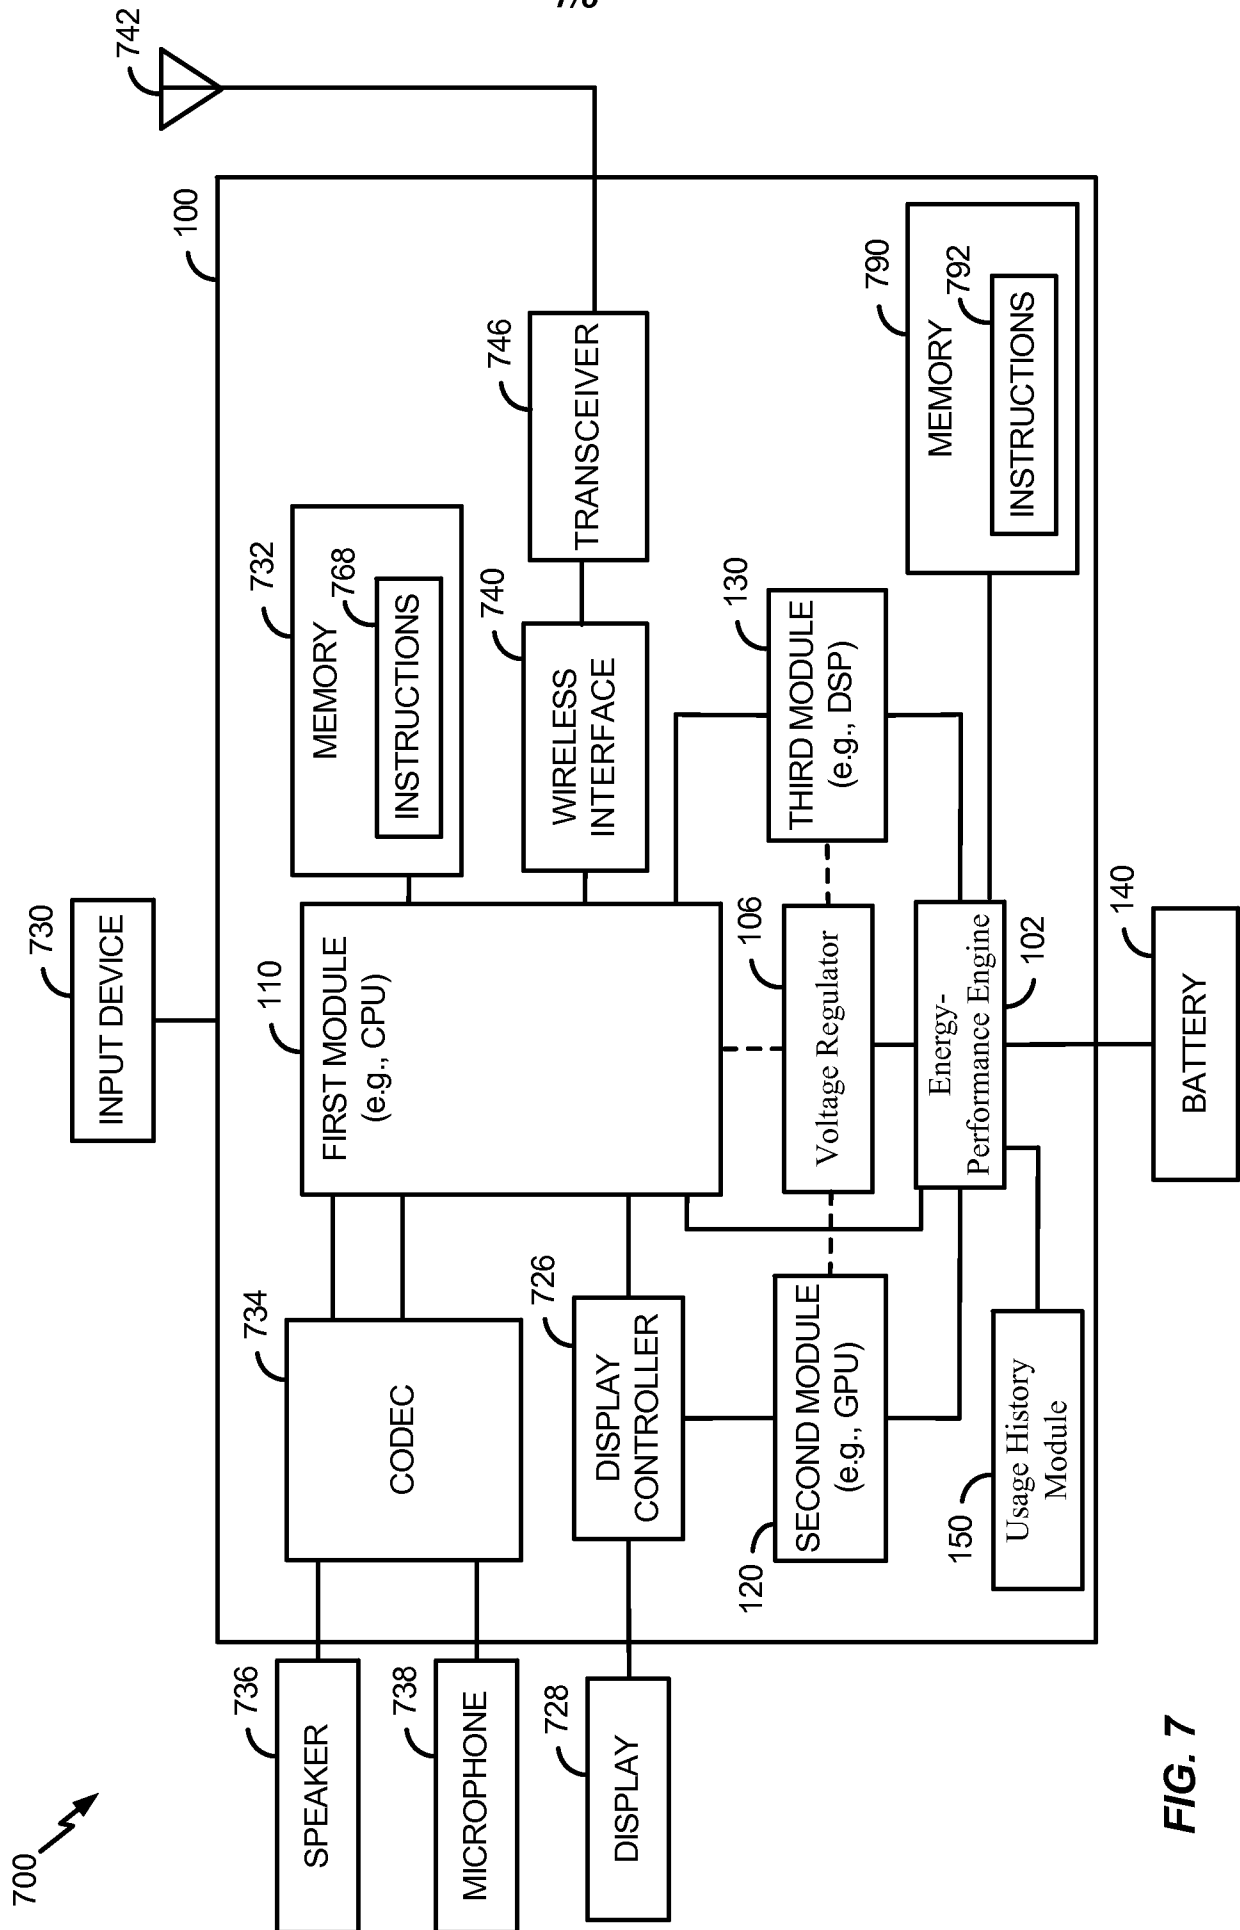 7/8
700
742
100
730
INPUT DEVICE
736
SPEAKER
738
MICROPHONE
728
DISPLAY
734
CODEC
726
DISPLAY
CONTROLLER
110
FIRST MODULE
(e.g., CPU)
732
MEMORY
768
INSTRUCTIONS
740
WIRELESS
INTERFACE
746
TRANSCEIVER
120
SECOND MODULE
(e.g., GPU)
106
Voltage Regulator
130
THIRD MODULE
(e.g., DSP)
150
Usage History
Module
Energy-
Performance Engine
102
790
MEMORY
792
INSTRUCTIONS
140
BATTERY
FIG. 7